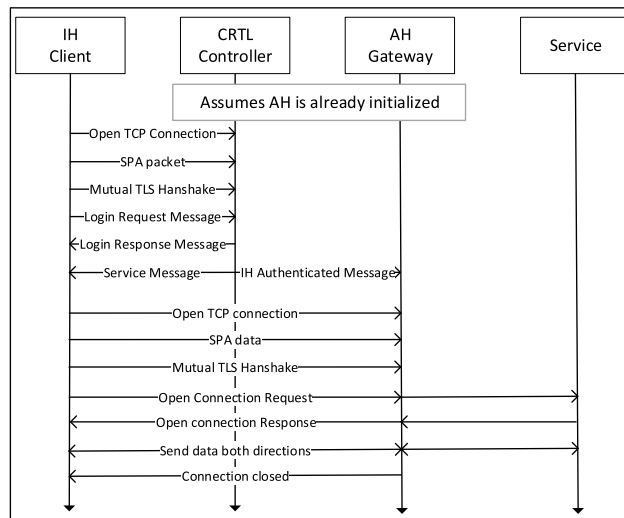 IH
Client
CRTL
Controller
AH
Gateway
Service
Assumes AH is already initialized
Open TCP Connection
SPA packet
Mutual TLS Hanshake
Login Request Message
Login Response Message
Service Message
IH Authenticated Message
Open TCP connection
SPA data
Mutual TLS Hanshake
Open Connection Request
Open connection Response
Send data both directions
Connection closed